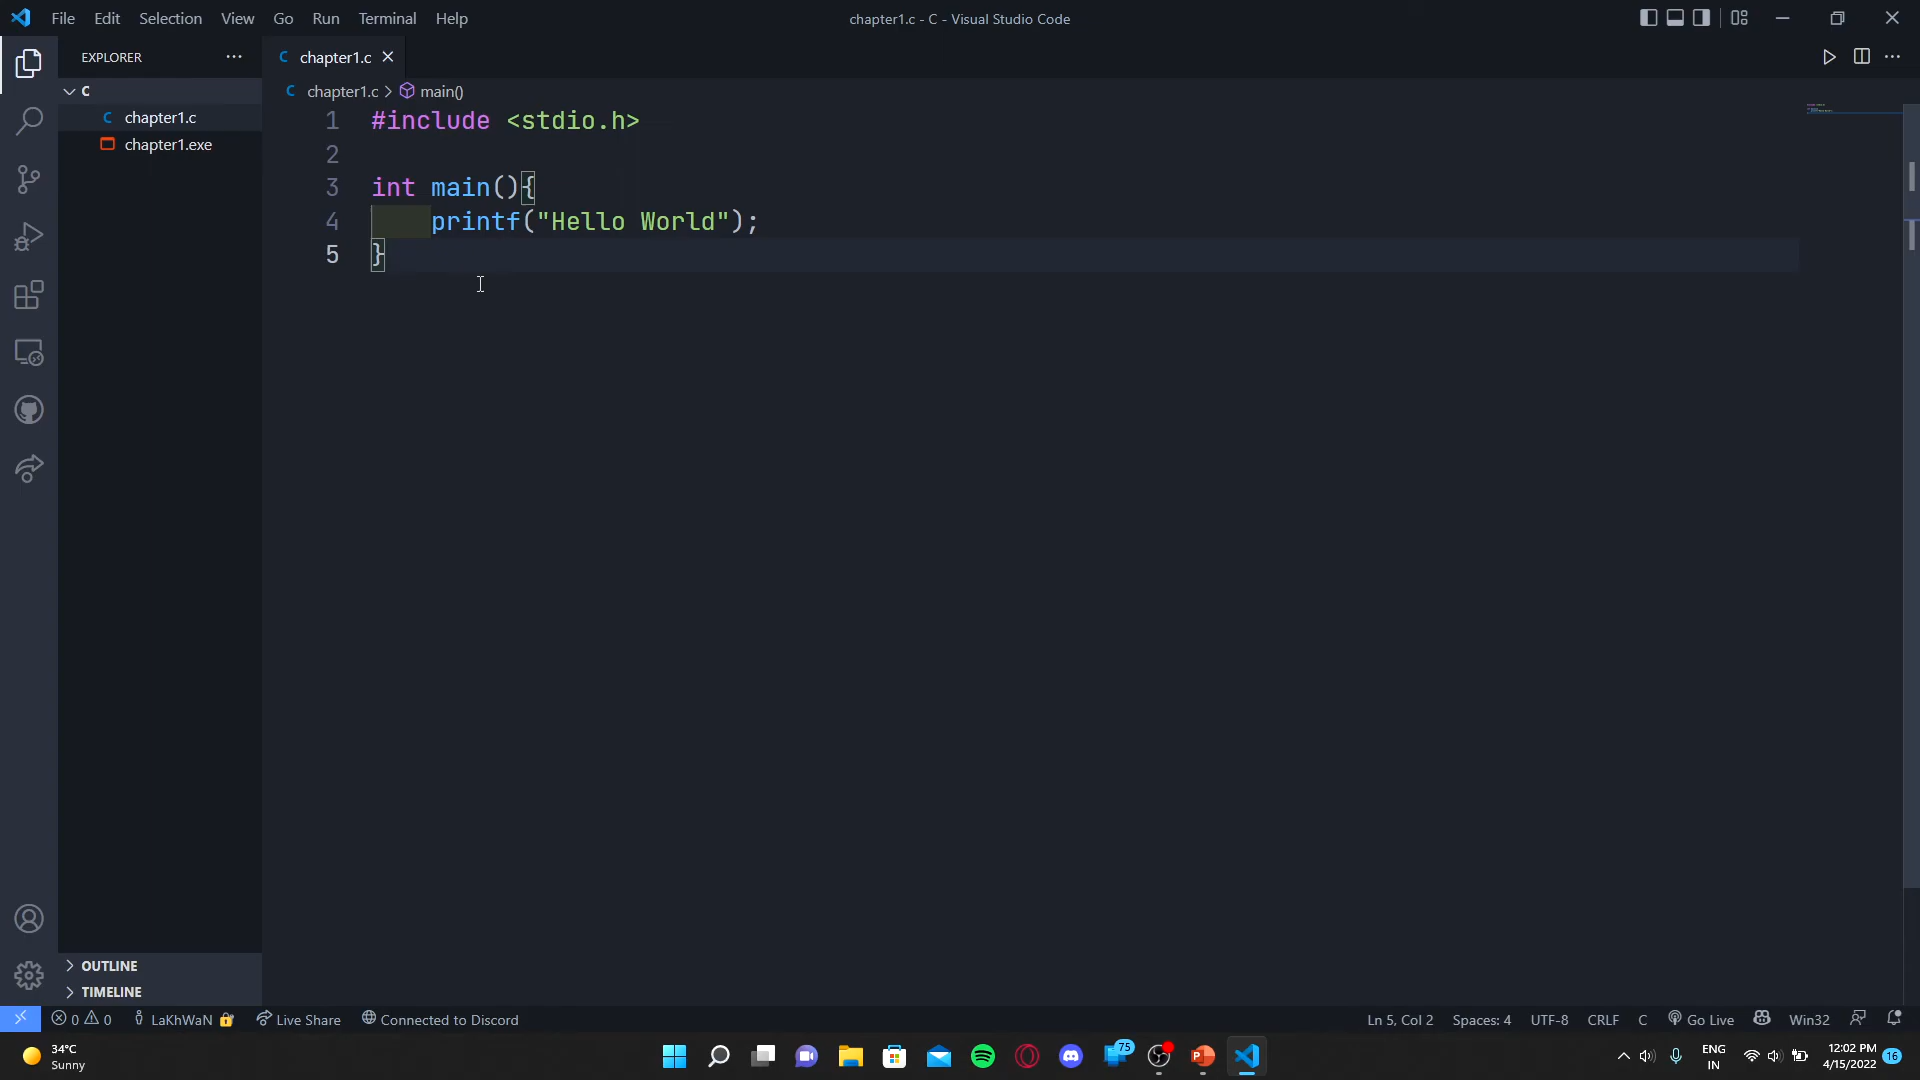 File Edit Selection View Go Run Terminal Help
chapter1.c - C - Visual Studio Code
EXPLORER
chapter1.c
C
chapter1.c > main()
chapter1.c
chapter1.exe
1 #include <stdio.h>
2
3 int main(){
4     printf("Hello World");
5 }
OUTLINE
TIMELINE
0 0 LaKhWaN Live Share Connected to Discord
Ln 5, Col 2 Spaces: 4 UTF-8 CRLF C Go Live Win32
34°C
Sunny
75
ENG
IN
12:02 PM
4/15/2022
16